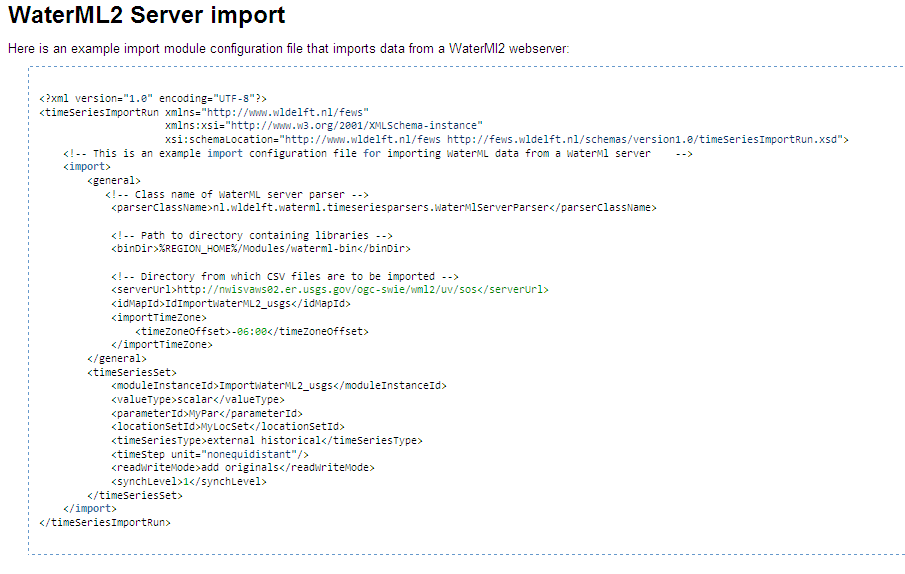 WaterML2 Server import
Here is an example import module configuration file that imports data from a WaterMl2 webserver:
<?xml version="1.0" encoding="UTF-8"?>
<timeSeriesImportRun xmlns="http://www.wldelft.nl/fews"
xmlns:xsi="http://www.w3.org/2001/XMLSchema-instance"
xsi:schemaLocation="http://www.wldelft.nl/fews http://fews.wldelft.nl/schemas/version1.0/timeSeriesImportRun.xsd">
<!-- This is an example import configuration file for importing WaterML data from a WaterMl server    -->
<import>
<general>
<!-- Class name of WaterML server parser -->
<parserClassName>nl.wldelft.waterml.timeseriesparsers.WaterMlServerParser</parserClassName>
<!-- Path to directory containing libraries -->
<binDir>%REGION_HOME%/Modules/waterml-bin</binDir>
<!-- Directory from which CSV files are to be imported -->
<serverUrl>http://nwisvaws02.er.usgs.gov/ogc-swie/wml2/uv/sos</serverUrl>
<idMapId>IdImportWaterML2_usgs</idMapId>
<importTimeZone>
<timeZoneOffset>-06:00</timeZoneOffset>
</importTimeZone>
</general>
<timeSeriesSet>
<moduleInstanceId>ImportWaterML2_usgs</moduleInstanceId>
<valueType>scalar</valueType>
<parameterId>MyPar</parameterId>
<locationSetId>MyLocSet</locationSetId>
<timeSeriesType>external historical</timeSeriesType>
<timeStep unit="nonequidistant"/>
<readWriteMode>add originals</readWriteMode>
<synchLevel>1</synchLevel>
</timeSeriesSet>
</import>
</timeSeriesImportRun>